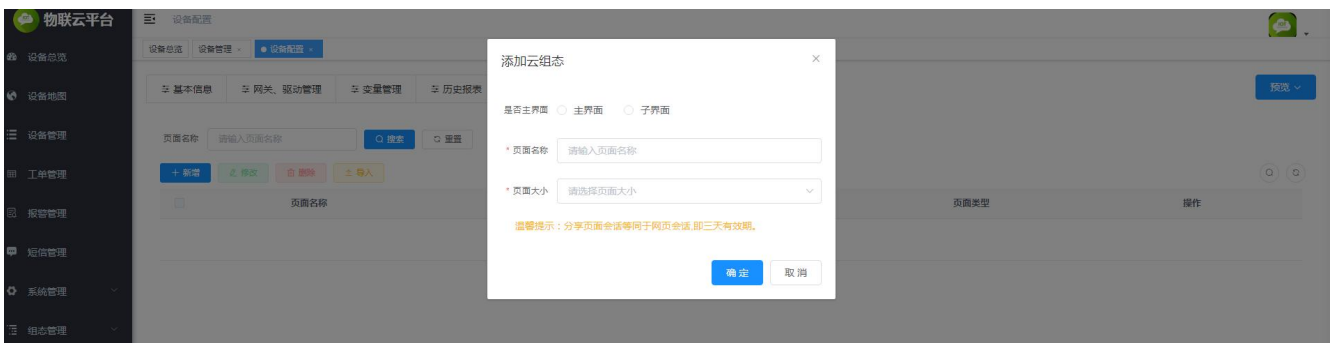 物联云平台
设备配置
设备总览 设备管理 × ● 设备配置 ×
设备总览
设备地图
设备管理
工单管理
报警管理
短信管理
系统管理
组态管理
基本信息 网关、驱动管理 变量管理 历史报表
预览
页面名称 请输入页面名称 搜索 重置
+ 新增 修改 删除 导入
页面名称 页面类型 操作
添加云组态 ×
是否主界面 主界面 子界面
* 页面名称 请输入页面名称
* 页面大小 请选择页面大小
温馨提示：分享页面会话等同于网页会话,即三天有效期。
确定 取消